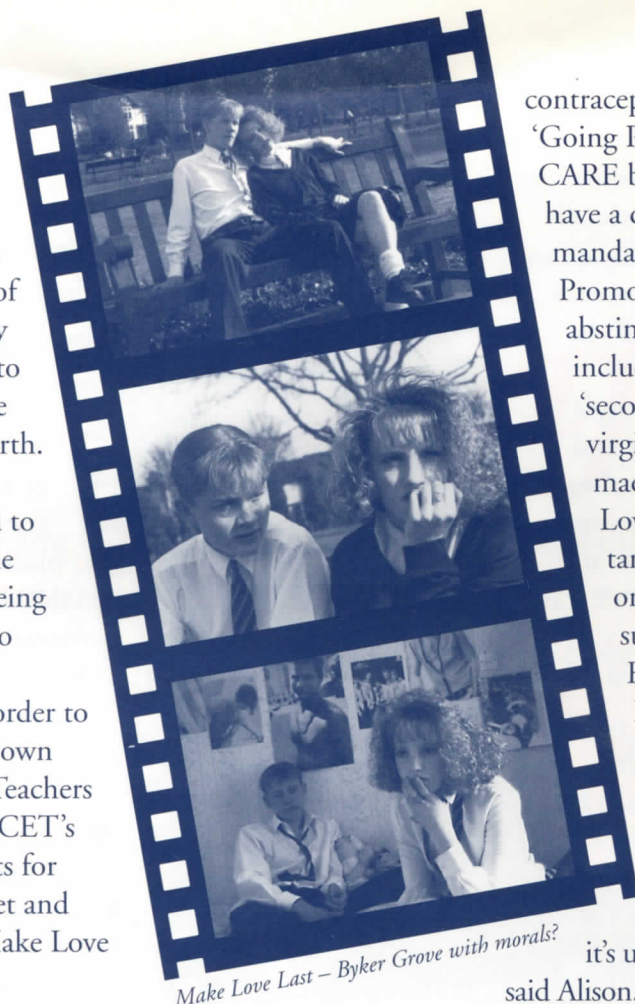 of
y
to
e
rth.
l to
e
eing
o
order to
own
Teachers
CET's
ts for
et and
Make Love
contracep
'Going P
CARE b
have a c
manda
Promo
abstin
inclu
'seco
virg
mad
Lov
tar
or
su
it's u
said Alison.
Make Love Last – Byker Grove with morals?